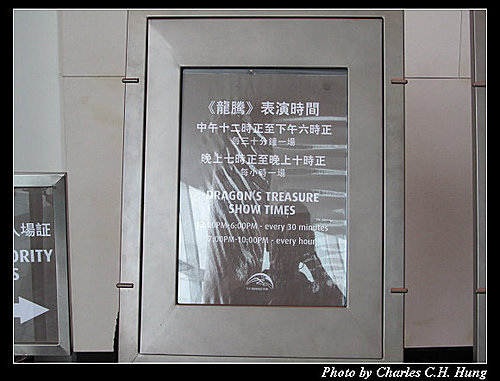 《龍騰》表演時間
中午十二時正至下午六時正
每三十分鐘一場
晚上七時正至晚上十時正
每小時一場
DRAGON'S TREASURE
SHOW TIMES
12:00PM-6:00PM - every 30 minutes
7:00PM-10:00PM - every hour
入場証
ORITY
S
Photo by Charles C.H. Hung